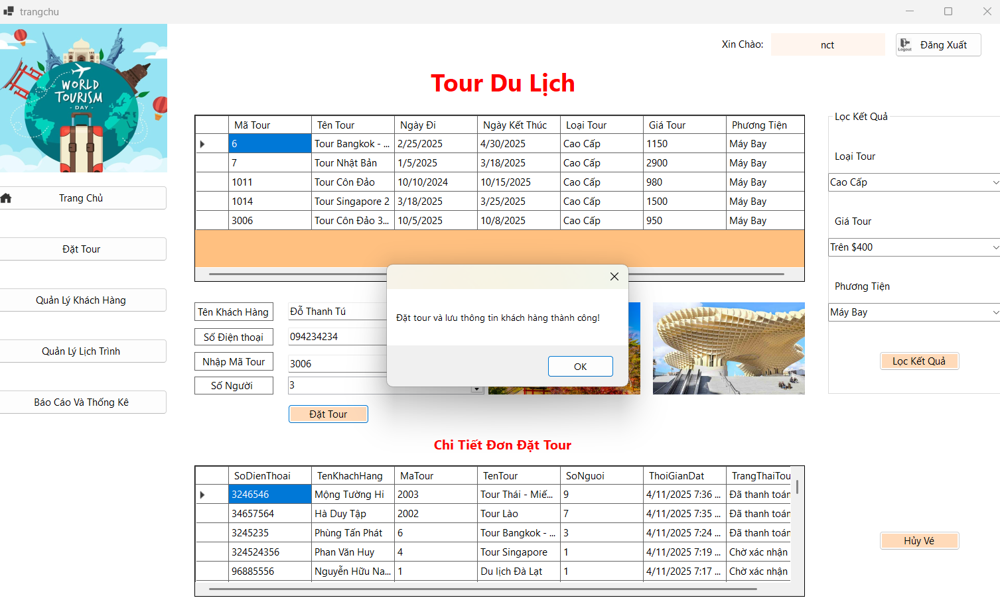 trangchu
WORLD
TOURISM
- DAY -
Xin Chào:
nct
Logout
Đăng Xuất
Tour Du Lịch
Mã Tour Tên Tour Ngày Đi Ngày Kết Thúc Loại Tour Giá Tour Phương Tiện
6 Tour Bangkok - ... 2/25/2025 4/30/2025 Cao Cấp 1150 Máy Bay
7 Tour Nhật Bản 1/5/2025 3/18/2025 Cao Cấp 2900 Máy Bay
1011 Tour Côn Đảo 10/10/2024 10/15/2025 Cao Cấp 980 Máy Bay
1014 Tour Singapore 2 3/18/2025 3/25/2025 Cao Cấp 1500 Máy Bay
3006 Tour Côn Đảo 3... 10/5/2025 10/8/2025 Cao Cấp 950 Máy Bay
Lọc Kết Quả
Loại Tour
Cao Cấp
Giá Tour
Trên $400
Phương Tiện
Máy Bay
Lọc Kết Quả
Trang Chủ
Đặt Tour
Quản Lý Khách Hàng
Quản Lý Lịch Trình
Báo Cáo Và Thống Kê
Tên Khách Hàng Đỗ Thanh Tú
Số Điện thoại 094234234
Nhập Mã Tour 3006
Số Người 3
Đặt Tour
Đặt tour và lưu thông tin khách hàng thành công!
OK
Chi Tiết Đơn Đặt Tour
SoDienThoai TenKhachHang MaTour TenTour SoNguoi ThoiGianDat TrangThaiTou
3246546 Mộng Tường Hi 2003 Tour Thái - Miế... 9 4/11/2025 7:36 ... Đã thanh toán
34657564 Hà Duy Tập 2002 Tour Lào 7 4/11/2025 7:35 ... Đã thanh toán
3245235 Phùng Tấn Phát 6 Tour Bangkok - ... 3 4/11/2025 7:24 ... Đã thanh toán
324524356 Phan Văn Huy 4 Tour Singapore 1 4/11/2025 7:19 ... Chờ xác nhận
96885556 Nguyễn Hữu Na... 1 Du lịch Đà Lạt 1 4/11/2025 7:17 ... Chờ xác nhận
Hủy Vé